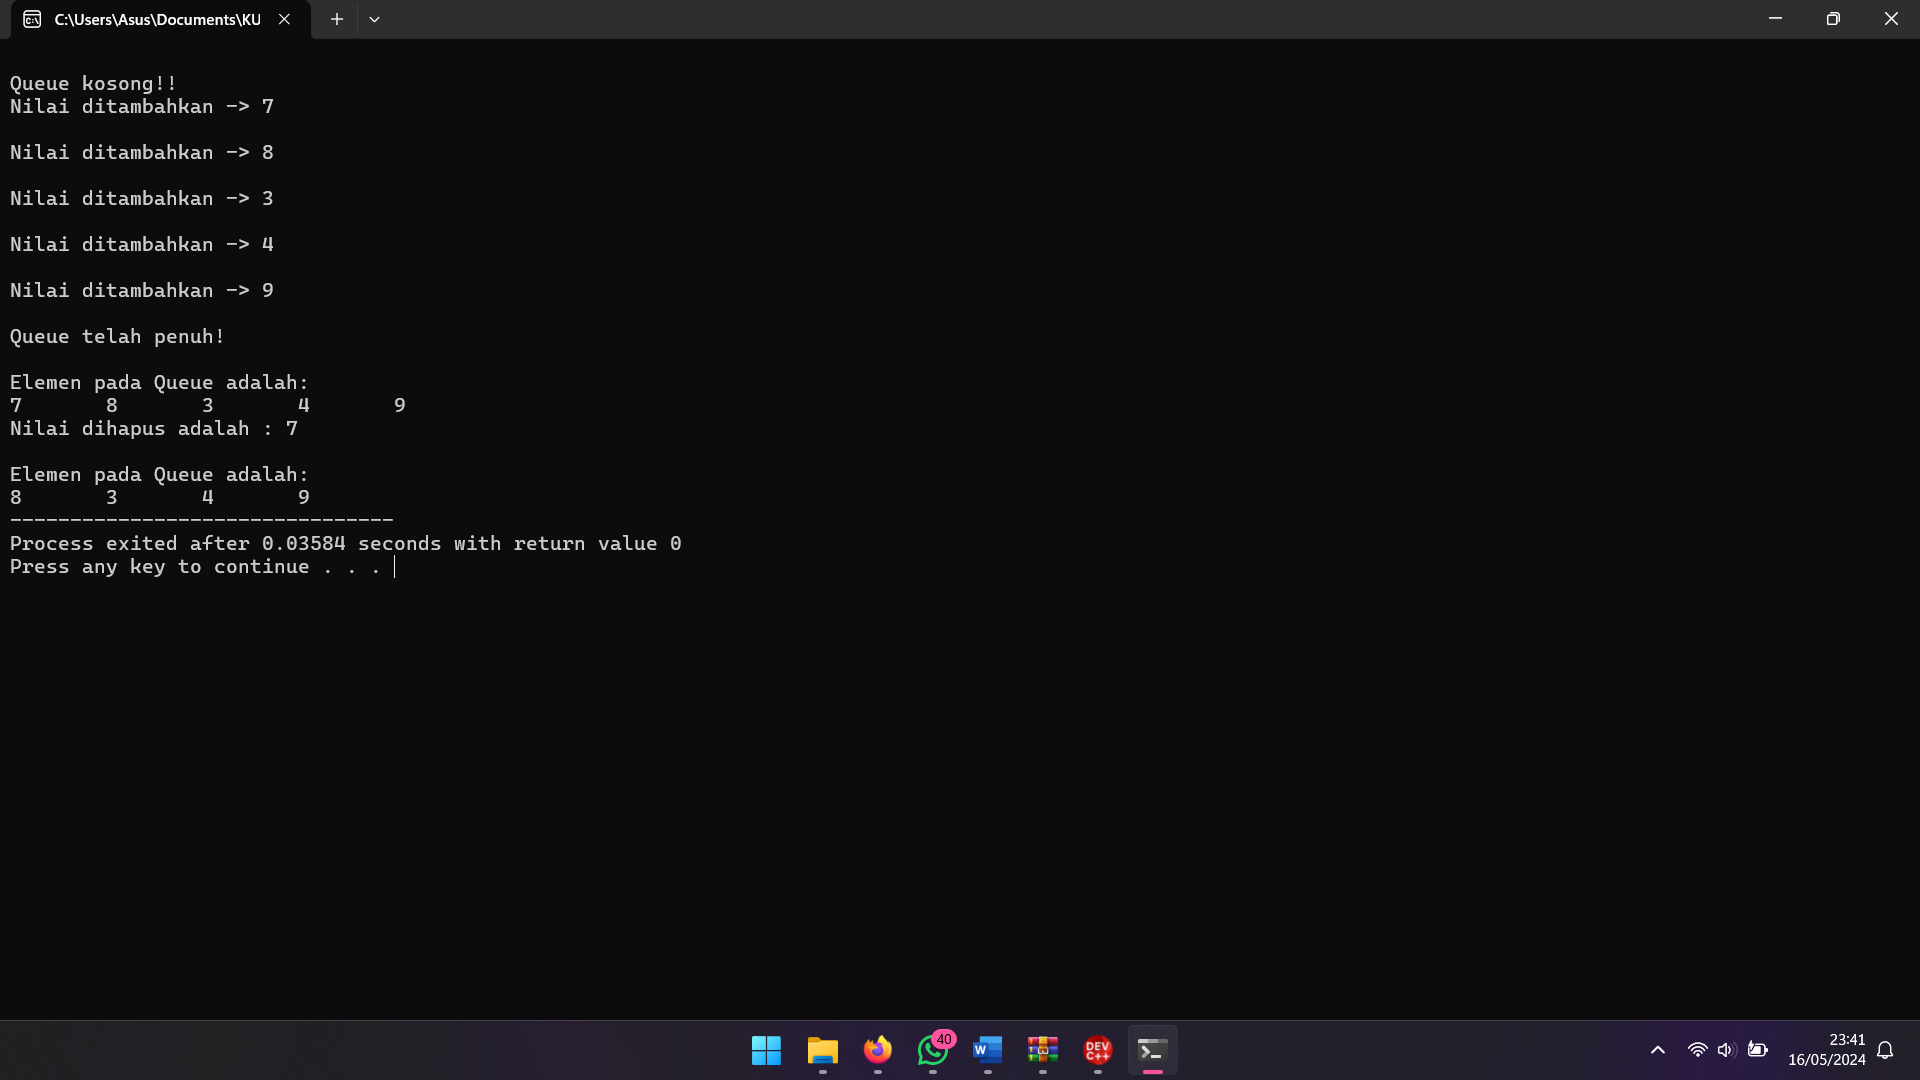 C:\Users\Asus\Documents\KU
Queue kosong!!
Nilai ditambahkan -> 7
Nilai ditambahkan -> 8
Nilai ditambahkan -> 3
Nilai ditambahkan -> 4
Nilai ditambahkan -> 9
Queue telah penuh!
Elemen pada Queue adalah:
7 8 3 4 9
Nilai dihapus adalah : 7
Elemen pada Queue adalah:
8 3 4 9
--------------------------------
Process exited after 0.03584 seconds with return value 0
Press any key to continue . . .
40
W
DEV
C++
23:41
16/05/2024